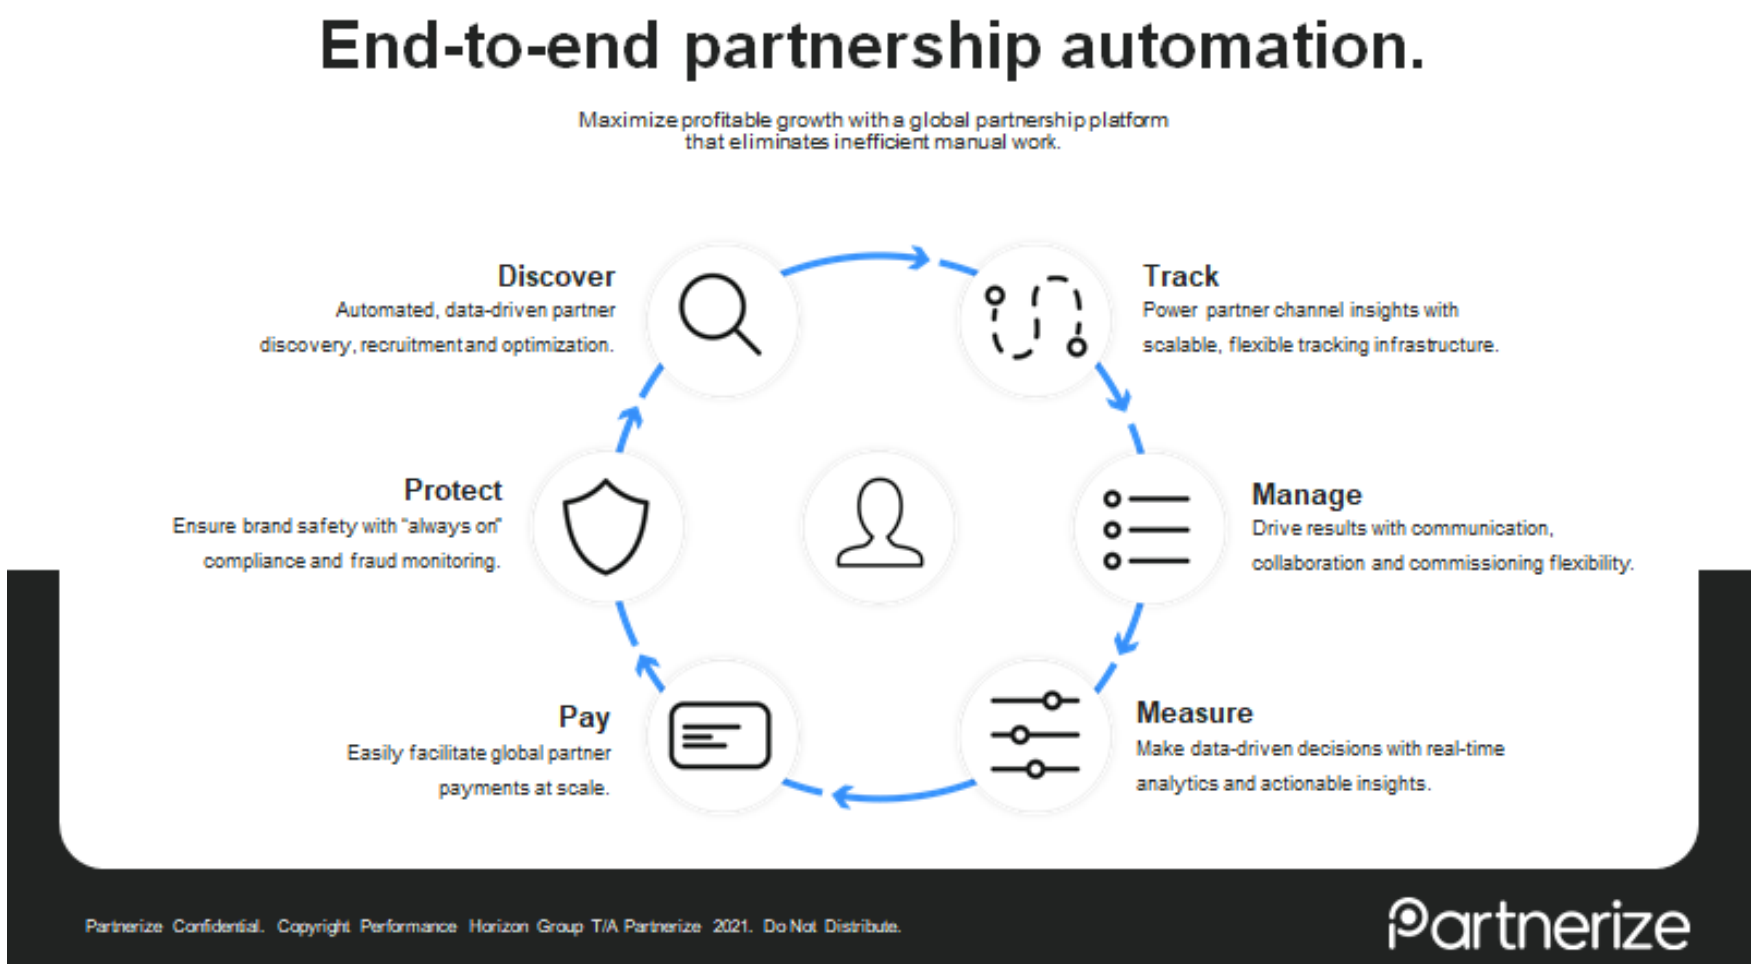 End-to-end partnership automation.
Maximize profitable growth with a global partnership platform
that eliminates inefficient manual work.
Discover
Automated, data-driven partner
discovery, recruitment and optimization.
Track
Power partner channel insights with
scalable, flexible tracking infrastructure.
Protect
Ensure brand safety with “always on”
compliance and fraud monitoring.
Manage
Drive results with communication,
collaboration and commissioning flexibility.
Pay
Easily facilitate global partner
payments at scale.
Measure
Make data-driven decisions with real-time
analytics and actionable insights.
Partnerize Confidential. Copyright Performance Horizon Group T/A Partnerize 2021. Do Not Distribute.
Partnerize